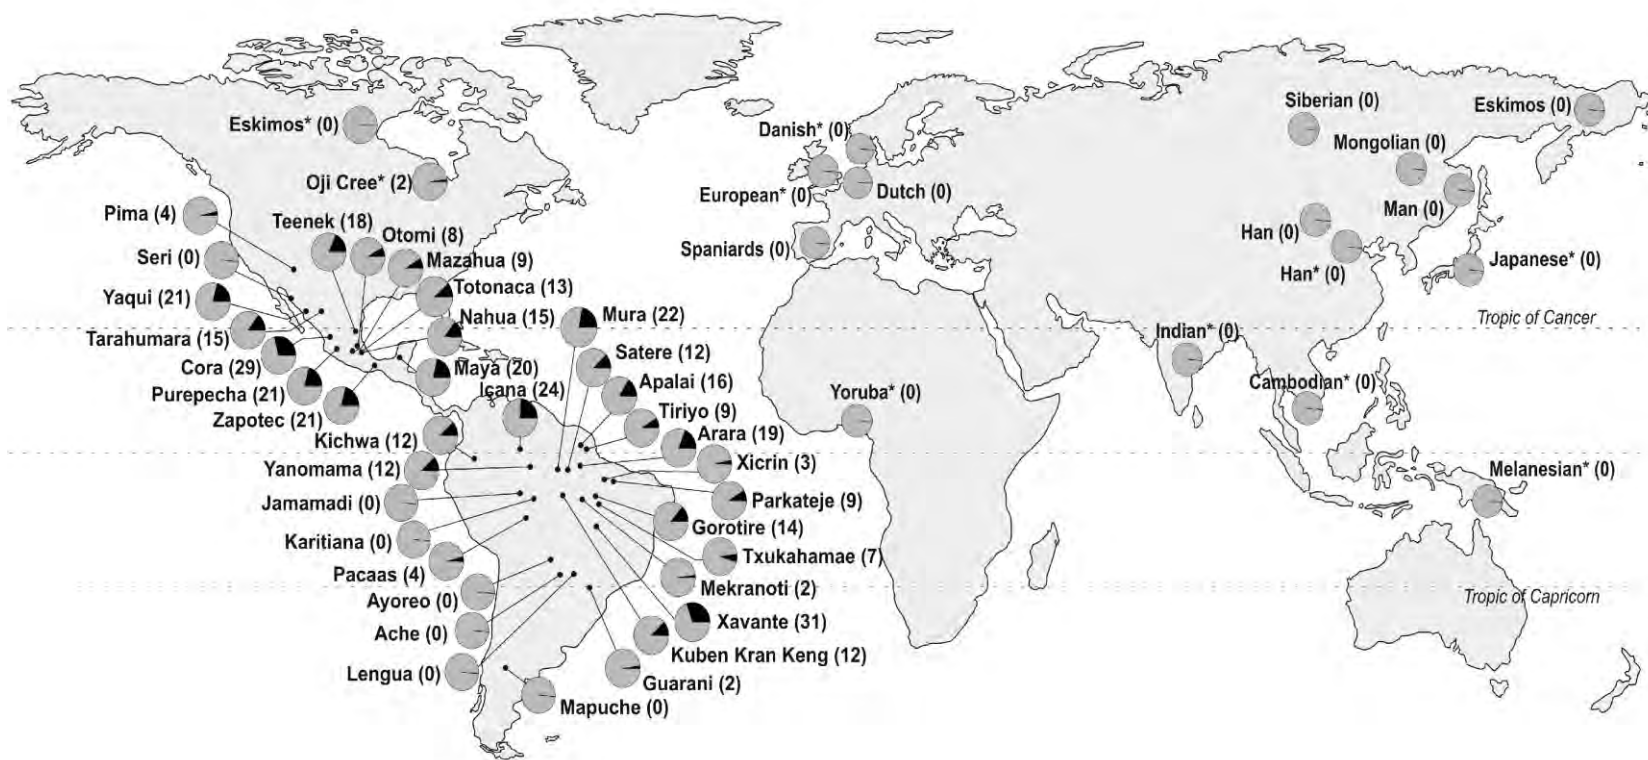 Eskimos* (0)
Oji Cree* (2)
Pima (4)
Teenek (18)
Otomi (8)
Seri (0)
Mazahua (9)
Yaqui (21)
Totonaca (13)
Nahua (15)
Tarahumara (15)
Cora (29)
Maya (20)
Purepecha (21)
Içana (24)
Zapotec (21)
Mura (22)
Satere (12)
Apalai (16)
Tiriyo (9)
Kichwa (12)
Arara (19)
Yanomama (12)
Xicrin (3)
Jamamadi (0)
Parkateje (9)
Gorotire (14)
Karitiana (0)
Txukahamae (7)
Pacaas (4)
Mekranoti (2)
Ayoreo (0)
Xavante (31)
Ache (0)
Kuben Kran Keng (12)
Lengua (0)
Guarani (2)
Mapuche (0)
Danish* (0)
European* (0)
Dutch (0)
Spaniards (0)
Yoruba* (0)
Siberian (0)
Eskimos (0)
Mongolian (0)
Man (0)
Han (0)
Han* (0)
Japanese* (0)
Tropic of Cancer
Indian* (0)
Cambodian* (0)
Melanesian* (0)
Tropic of Capricorn